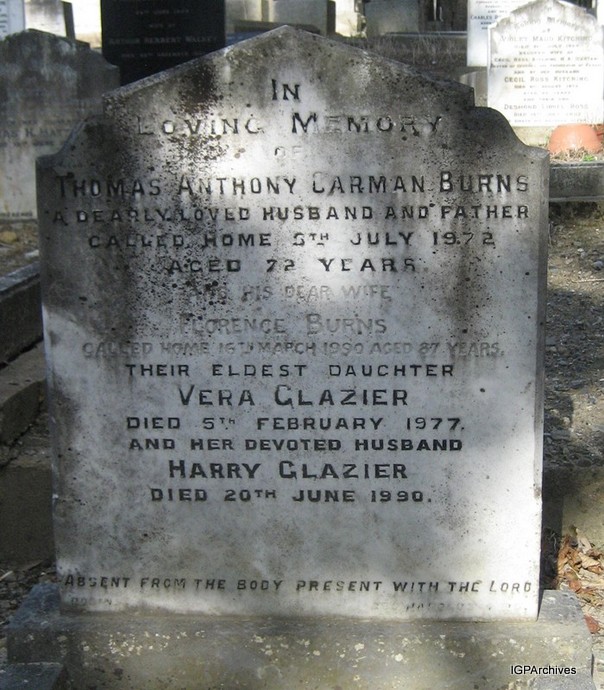 IN
LOVING MEMORY
OF
THOMAS ANTHONY CARMAN BURNS
A DEARLY LOVED HUSBAND AND FATHER
CALLED HOME 5TH JULY 1972
AGED 72 YEARS.
AND HIS DEAR WIFE
FLORENCE BURNS
CALLED HOME 16TH MARCH 1990 AGED 87 YEARS.
THEIR ELDEST DAUGHTER
VERA GLAZIER
DIED 5TH FEBRUARY 1977.
AND HER DEVOTED HUSBAND
HARRY GLAZIER
DIED 20TH JUNE 1990.
ABSENT FROM THE BODY PRESENT WITH THE LORD
IGPArchives